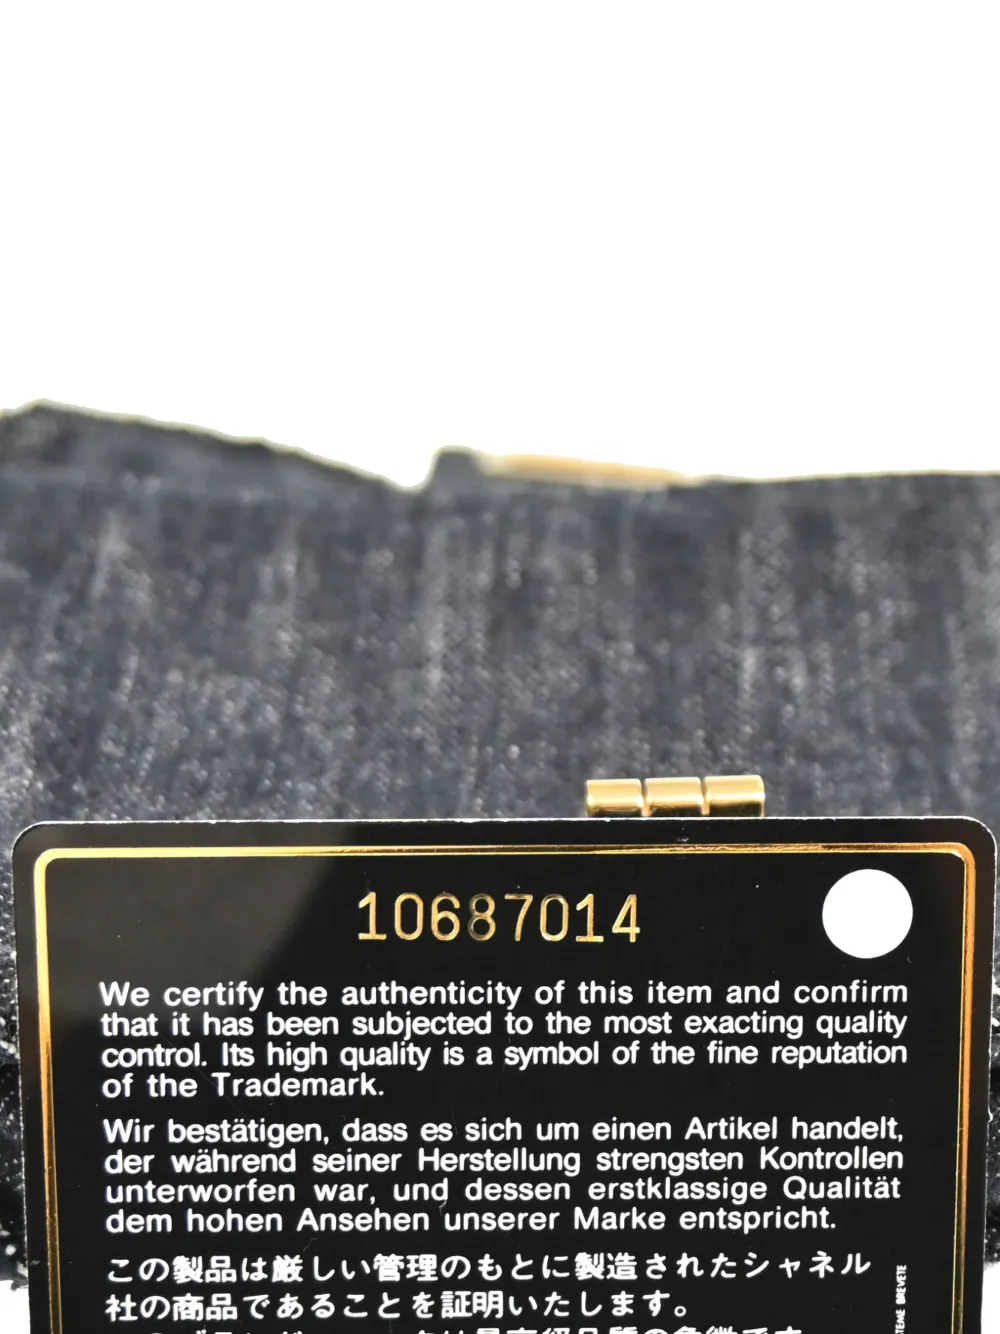 10687014
We certify the authenticity of this item and confirm
that it has been subjected to the most exacting quality
control. Its high quality is a symbol of the fine reputation
of the Trademark.
Wir bestätigen, dass es sich um einen Artikel handelt,
der während seiner Herstellung strengsten Kontrollen
unterworfen war, und dessen erstklassige Qualität
dem hohen Ansehen unserer Marke entspricht.
この製品は厳しい管理のもとに製造されたシャネル
社の商品であることを証明いたします。
BREVETE